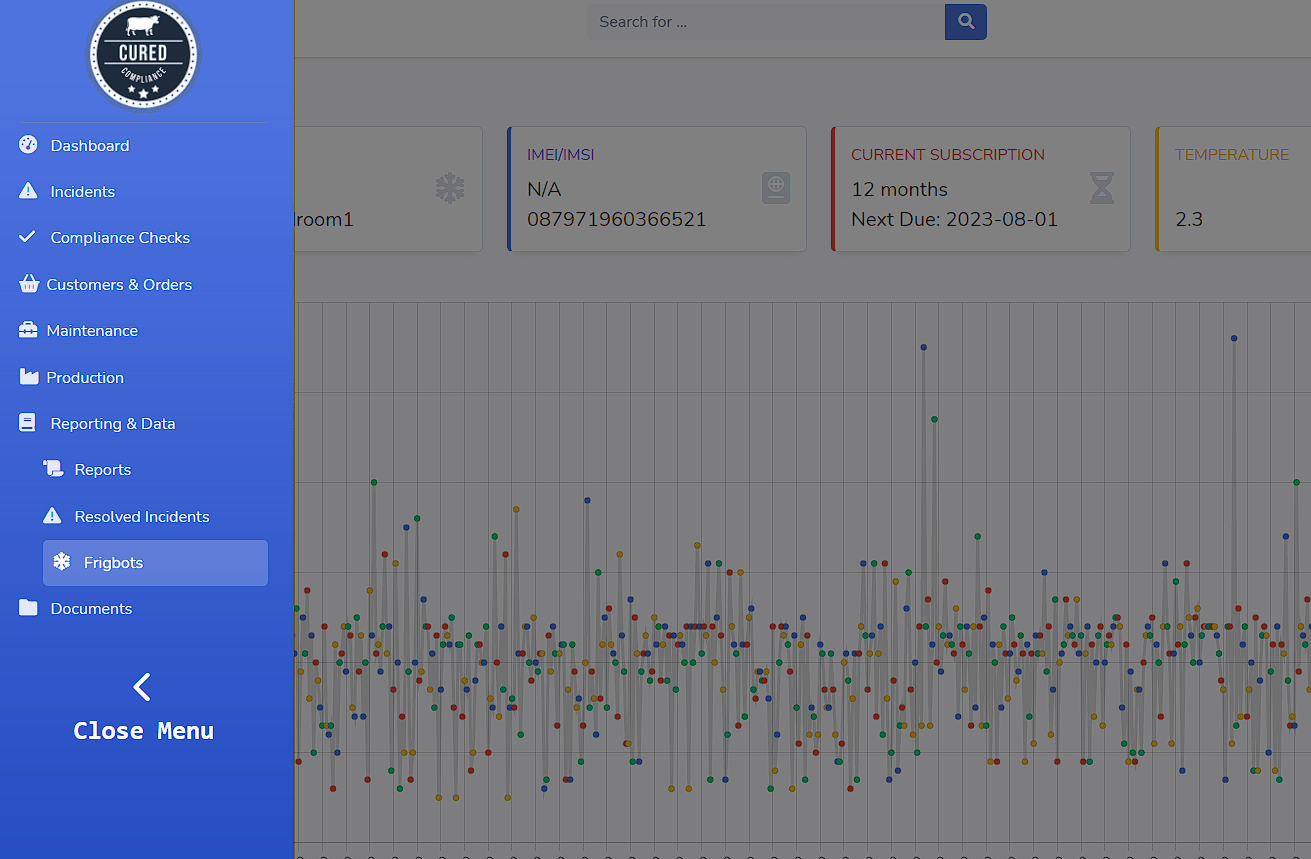 CURED
COMPLIANCE
Dashboard
Incidents
Compliance Checks
Customers & Orders
Maintenance
Production
Reporting & Data
Reports
Resolved Incidents
Frigbots
Documents
Close Menu
Search for ...
room1
IMEI/IMSI
N/A
087971960366521
CURRENT SUBSCRIPTION
12 months
Next Due: 2023-08-01
TEMPERATURE
2.3